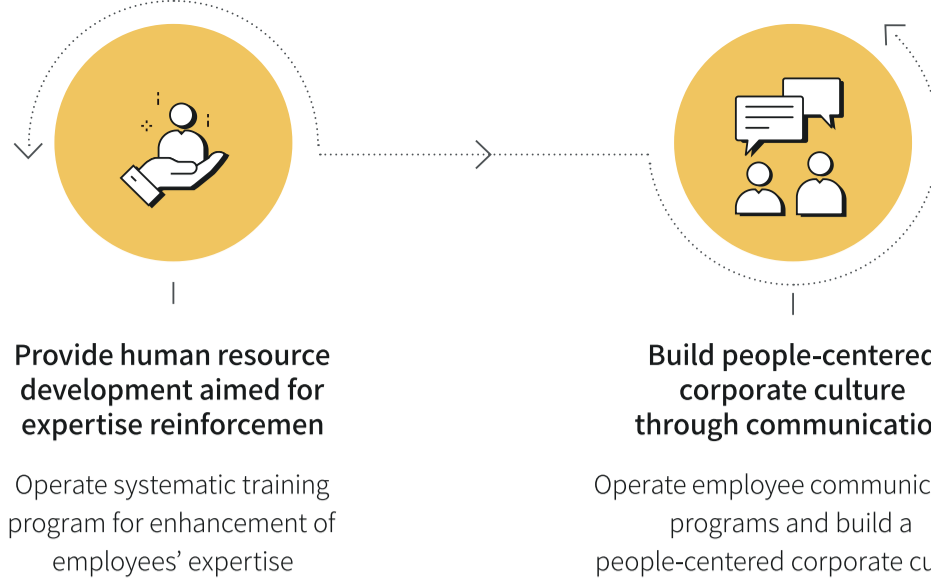 Provide human resource
development aimed for
expertise reinforcemen
Operate systematic training
program for enhancement of
employees’ expertise
Build people-centered
corporate culture
through communicatio
Operate employee communic
programs and build a
people-centered corporate cu